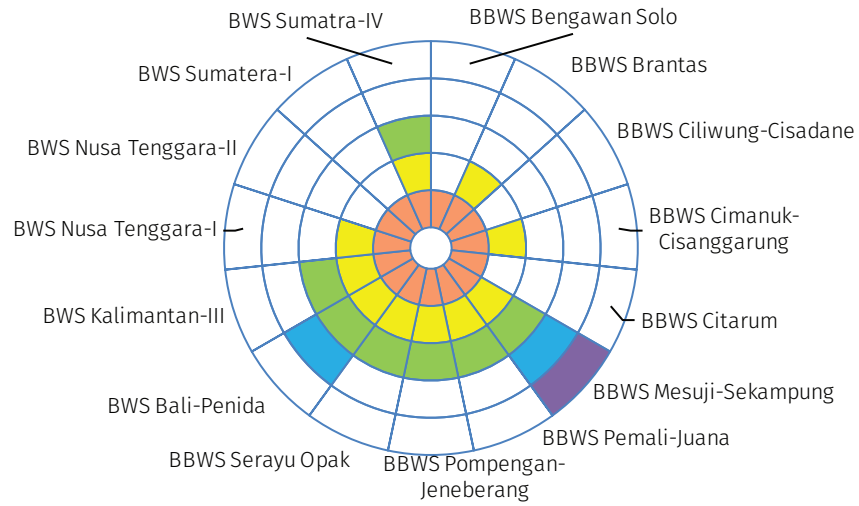 BWS Sumatra-IV
BBWS Bengawan Solo
BWS Sumatera-I
BBWS Brantas
BBWS Ciliwung-Cisadane
BWS Nusa Tenggara-II
BBWS Cimanuk-
Cisanggarung
BWS Nusa Tenggara-I
BWS Kalimantan-III
BBWS Citarum
BBWS Mesuji-Sekampung
BWS Bali-Penida
BBWS Pemali-Juana
BBWS Serayu Opak
BBWS Pompengan-
Jeneberang